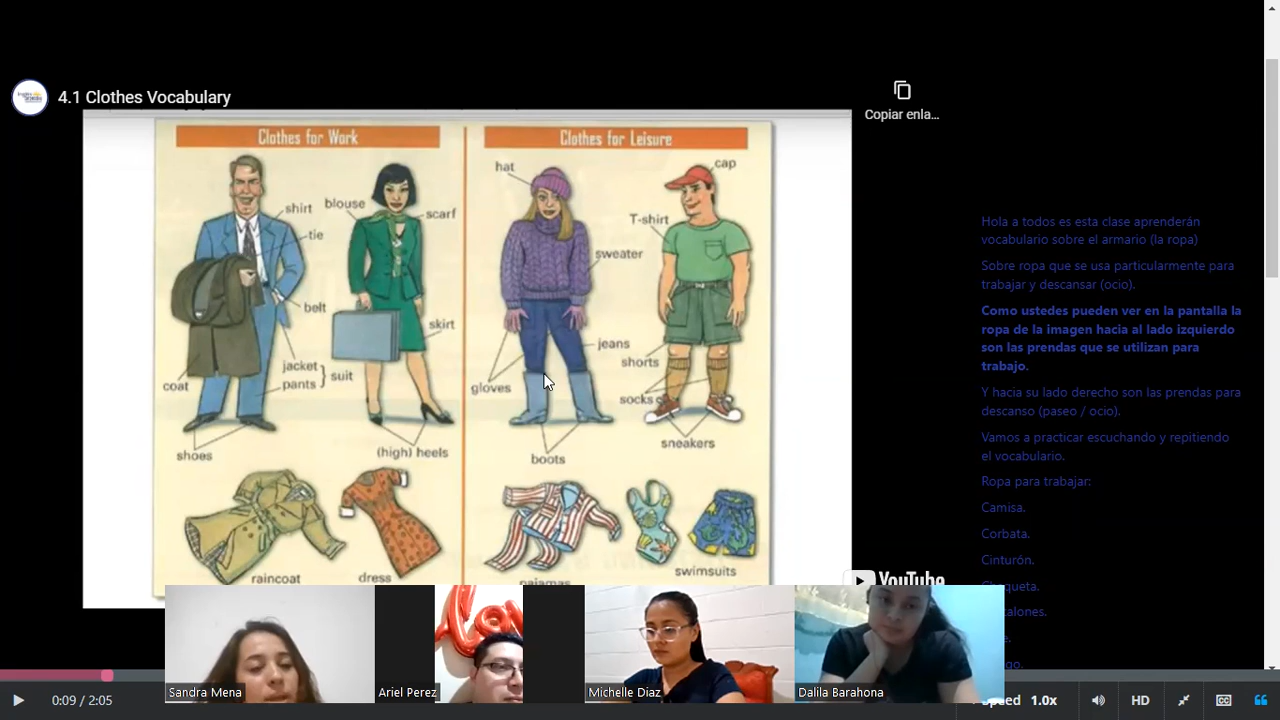 4.1 Clothes Vocabulary
Copiar enla...
Clothes for Work
Clothes for Leisure
hat
cap
shirt
blouse
scarf
T-shirt
tie
sweater
belt
skirt
jeans
shorts
jacket
pants
suit
coat
gloves
socks
shoes
(high) heels
boots
sneakers
raincoat
dress
pajamas
swimsuits
YouTube
Hola a todos es esta clase aprenderán
vocabulario sobre el armario (la ropa)
Sobre ropa que se usa particularmente para
trabajar y descansar (ocio).
Como ustedes pueden ver en la pantalla la
ropa de la imagen hacia al lado izquierdo
son las prendas que se utilizan para
trabajo.
Y hacia su lado derecho son las prendas para
descanso (paseo / ocio).
Vamos a practicar escuchando y repitiendo
el vocabulario.
Ropa para trabajar:
Camisa.
Corbata.
Cinturón.
Sandra Mena
Ariel Perez
Michelle Diaz
Dalila Barahona
0:09 / 2:05
1.0x
HD
CC